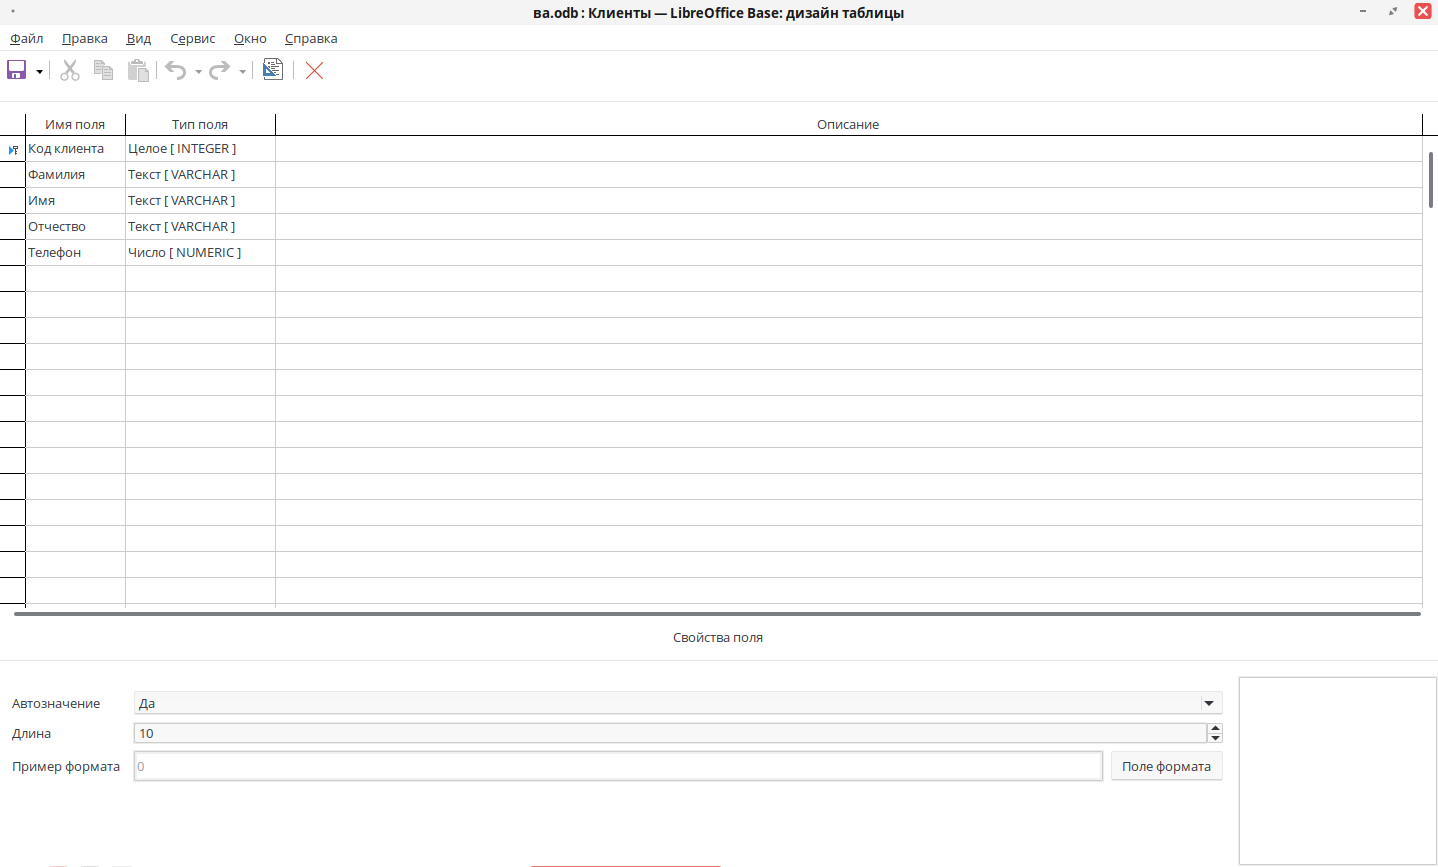 ва.odb : Клиенты — LibreOffice Base: дизайн таблицы
Файл Правка Вид Сервис Окно Справка
Имя поля Тип поля Описание
Код клиента Целое [ INTEGER ]
Фамилия Текст [ VARCHAR ]
Имя Текст [ VARCHAR ]
Отчество Текст [ VARCHAR ]
Телефон Число [ NUMERIC ]
Свойства поля
Автозначение Да
Длина 10
Пример формата 0 Поле формата